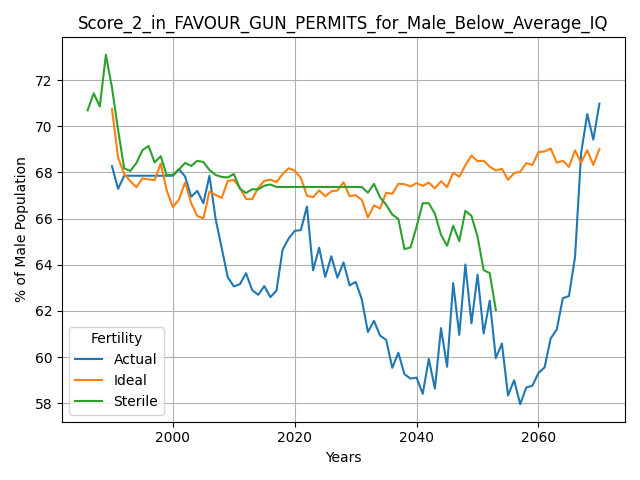 Score_2_in_FAVOUR_GUN_PERMITS_for_Male_Below_Average_IQ
% of Male Population
72
70
68
66
64
62
60
58
Fertility
Actual
Ideal
Sterile
2000
2020
2040
2060
Years